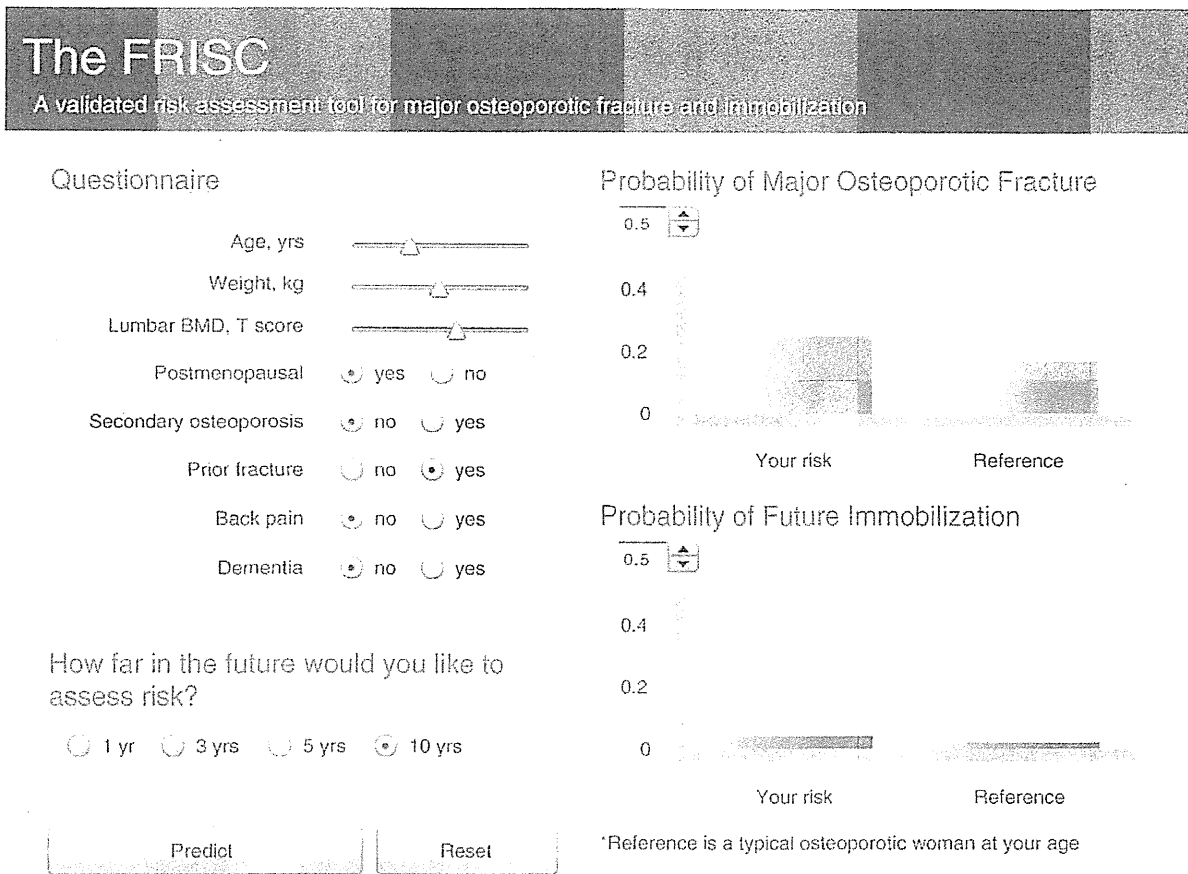 The FRISC
A validated risk assessment tool for major osteoporotic fracture and immobilization
Questionnaire
Age, yrs
Weight, kg
Lumbar BMD, T score
Postmenopausal yes no
Secondary osteoporosis no yes
Prior fracture no yes
Back pain no yes
Dementia no yes
How far in the future would you like to
assess risk?
1 yr 3 yrs 5 yrs 10 yrs
Predict Reset
Probability of Major Osteoporotic Fracture
0.5
0.4
0.2
0
Your risk Reference
Probability of Future Immobilization
0.5
0.4
0.2
0
Your risk Reference
*Reference is a typical osteoporotic woman at your age